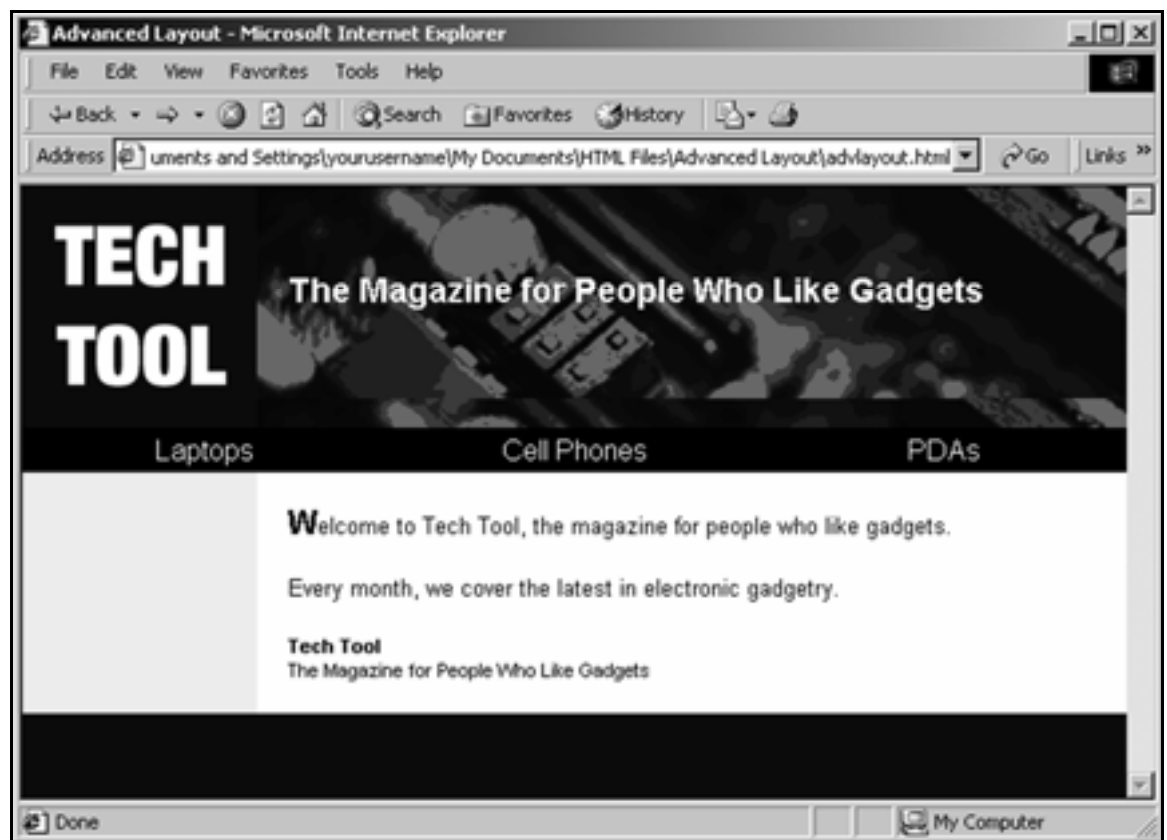 Advanced Layout - Microsoft Internet Explorer
File Edit View Favorites Tools Help
Back Search Favorites History
Address uments and Settings\yourusername\My Documents\HTML Files\Advanced Layout\advlayout.html Go Links »
TECH
TOOL
The Magazine for People Who Like Gadgets
Laptops Cell Phones PDAs
Welcome to Tech Tool, the magazine for people who like gadgets.
Every month, we cover the latest in electronic gadgetry.
Tech Tool
The Magazine for People Who Like Gadgets
Done My Computer